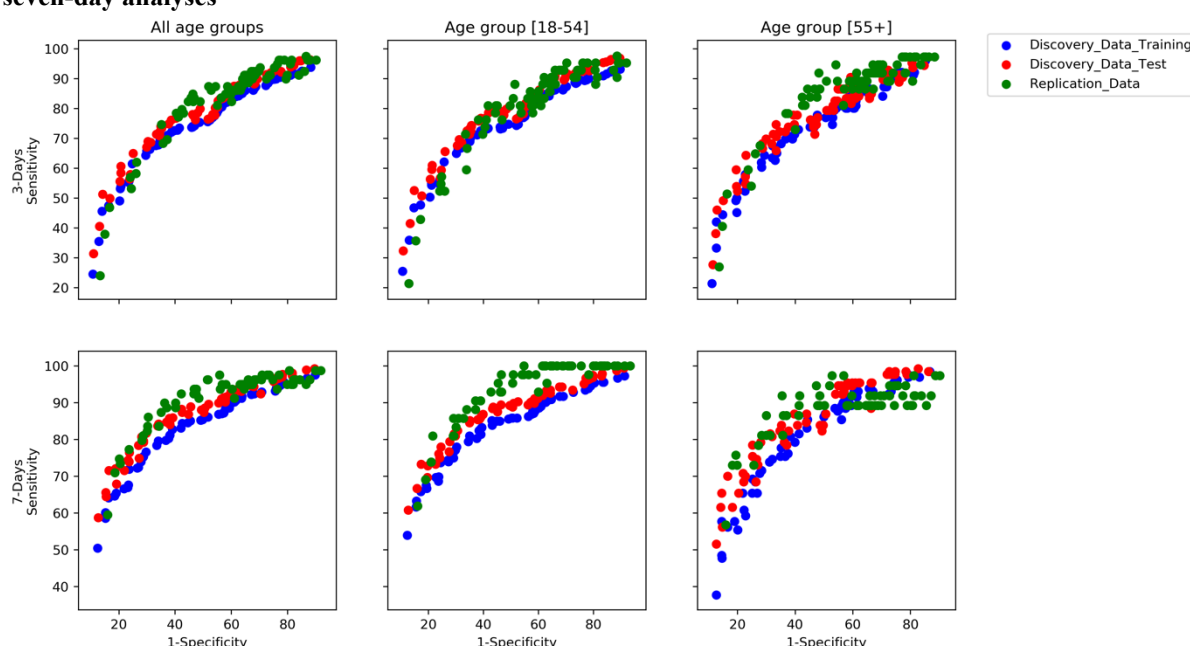 seven-day analyses
All age groups
Age group [18-54]
Age group [55+]
Discovery_Data_Training
Discovery_Data_Test
Replication_Data
3-Days
Sensitivity
100
90
80
70
60
50
40
30
20
7-Days
Sensitivity
100
90
80
70
60
50
40
20 40 60 80
20 40 60 80
20 40 60 80
1-Specificity
1-Specificity
1-Specificity